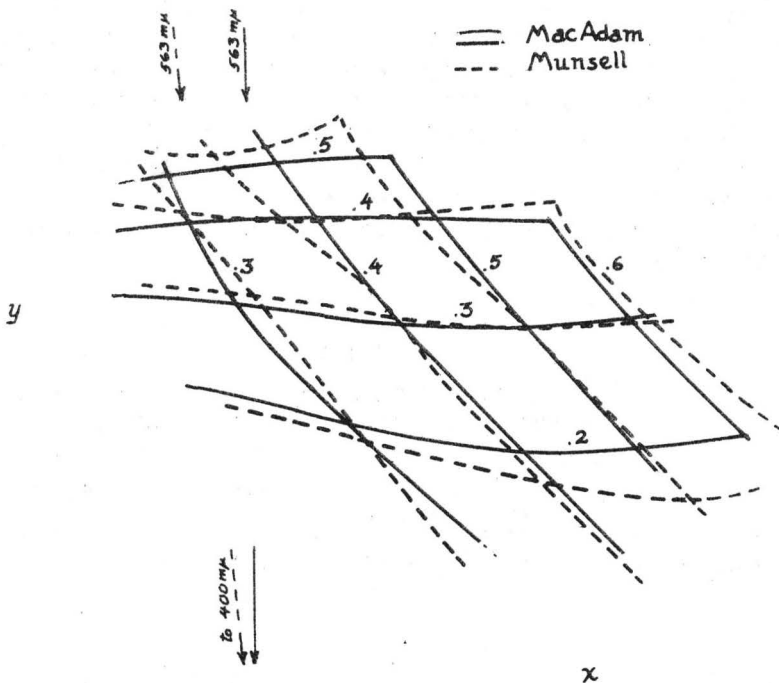 563 mμ
563 mμ
MacAdam
Munsell
.5
.4
.3
.4
.5
.6
.3
y
.2
to 400 mμ
x